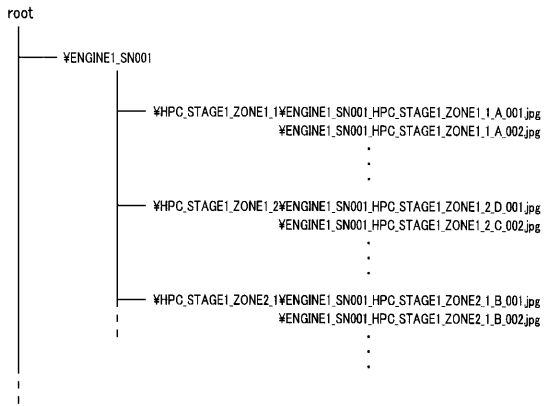 root
¥ENGINE1_SN001
¥HPC_STAGE1_ZONE1_1¥ENGINE1_SN001_HPC_STAGE1_ZONE1_1_A_001.jpg
¥ENGINE1_SN001_HPC_STAGE1_ZONE1_1_A_002.jpg
¥HPC_STAGE1_ZONE1_2¥ENGINE1_SN001_HPC_STAGE1_ZONE1_2_D_001.jpg
¥ENGINE1_SN001_HPC_STAGE1_ZONE1_2_C_002.jpg
¥HPC_STAGE1_ZONE2_1¥ENGINE1_SN001_HPC_STAGE1_ZONE2_1_B_001.jpg
¥ENGINE1_SN001_HPC_STAGE1_ZONE2_1_B_002.jpg